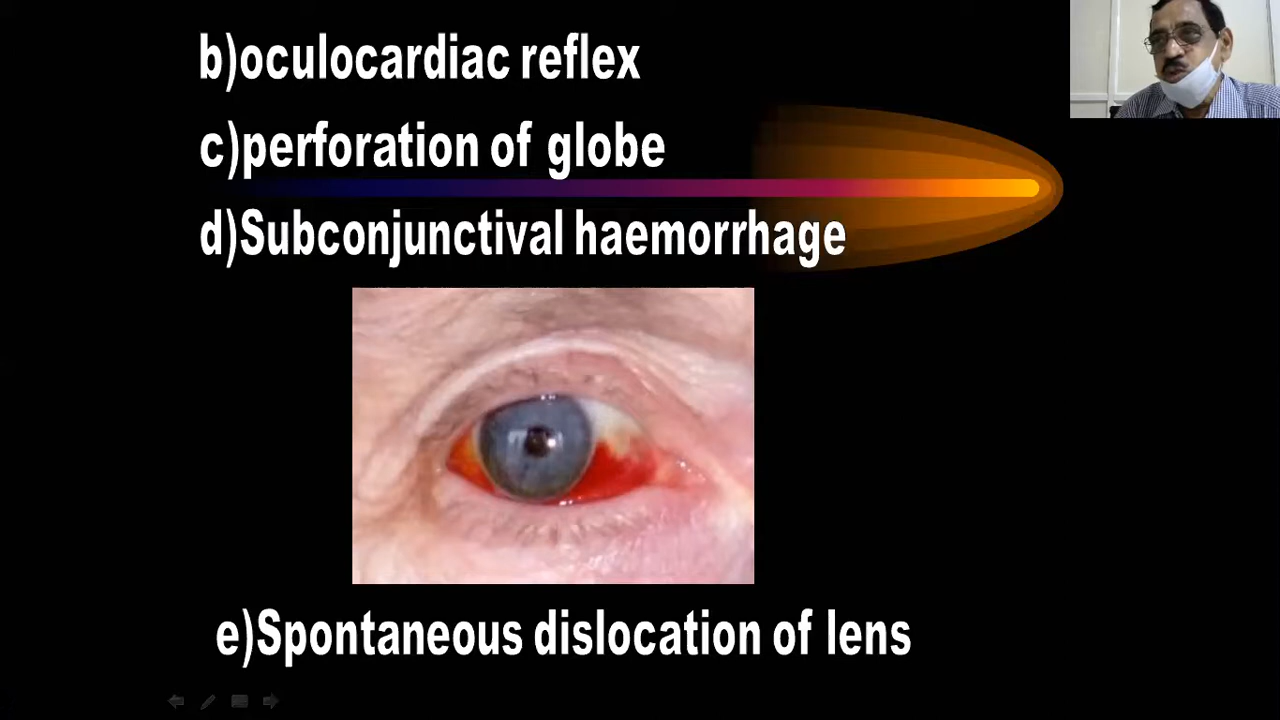 b)oculocardiac reflex
c)perforation of globe
d)Subconjunctival haemorrhage
e)Spontaneous dislocation of lens